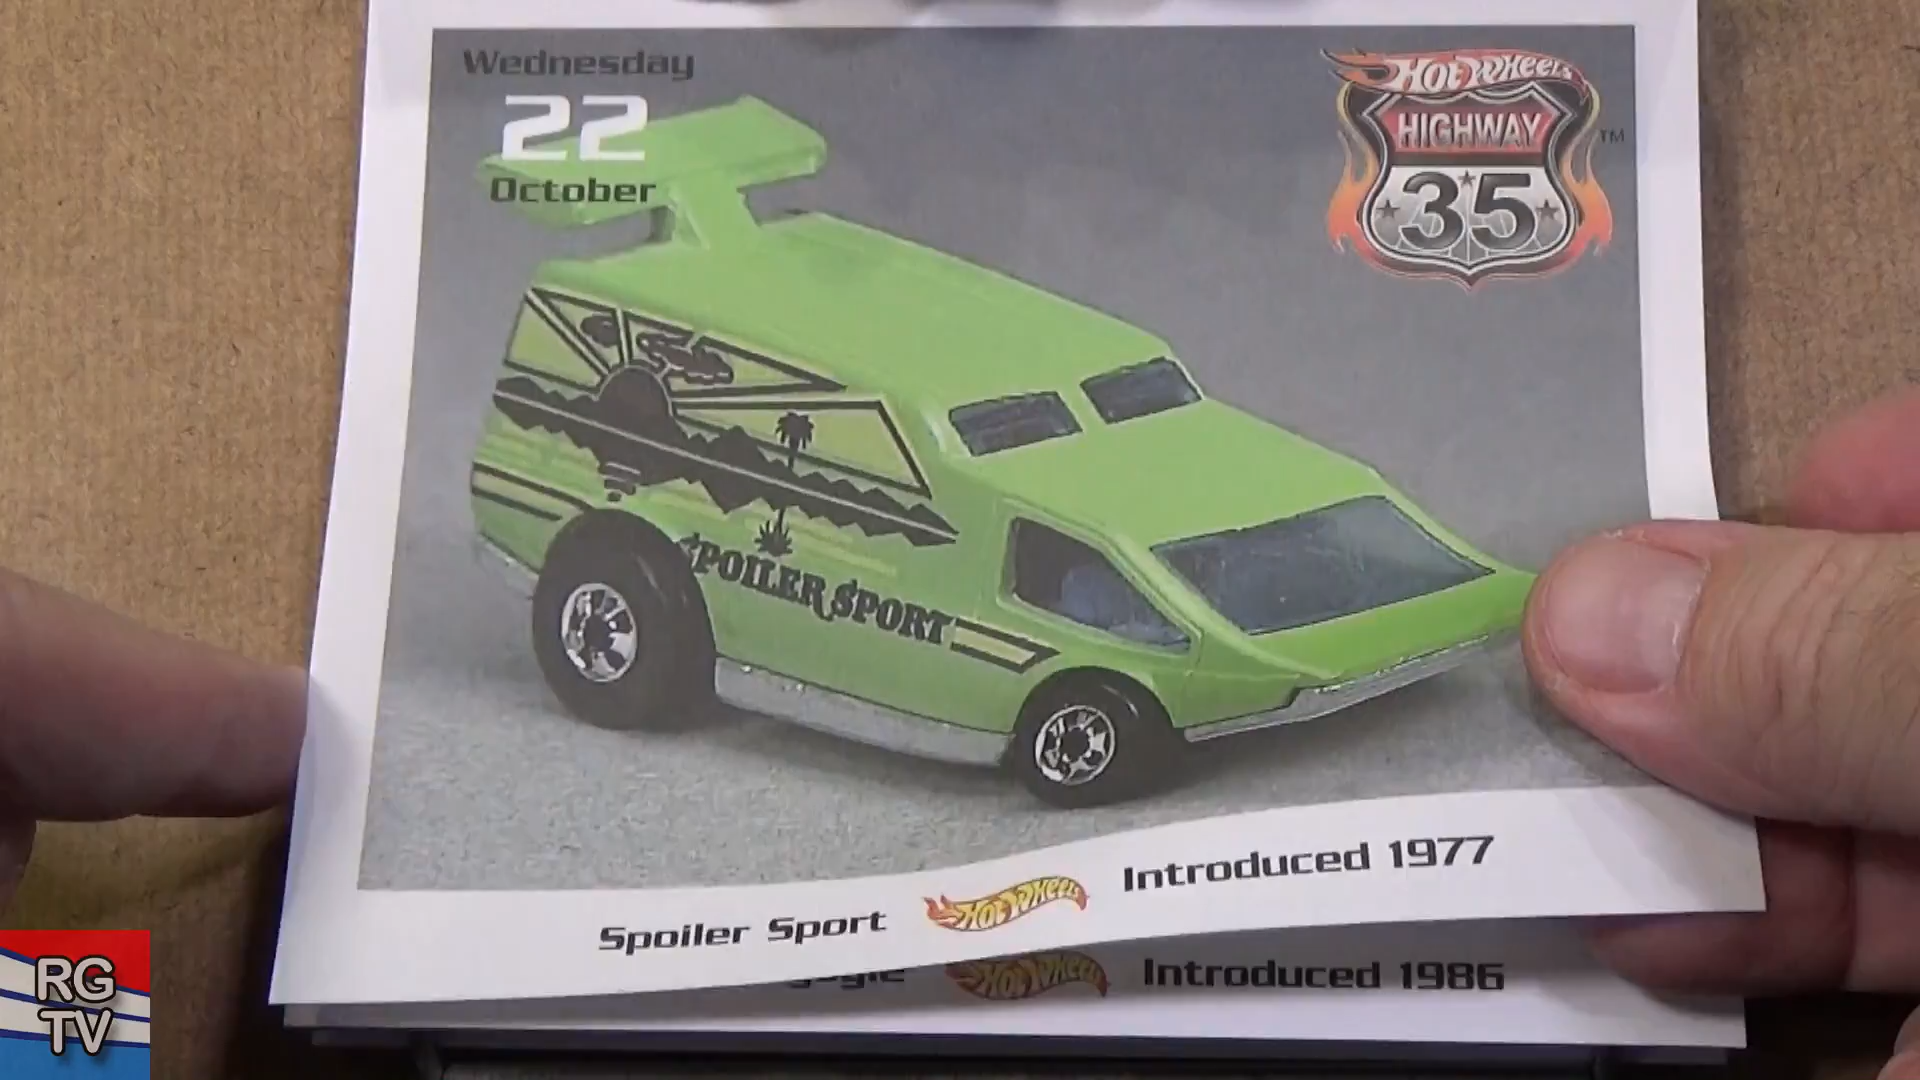 Wednesday
22
October
HOT WHEELS
HIGHWAY
35
TM
SPOILER SPORT
Spoiler Sport
HOT WHEELS
Introduced 1977
HOT WHEELS
Introduced 1986
RG
TV